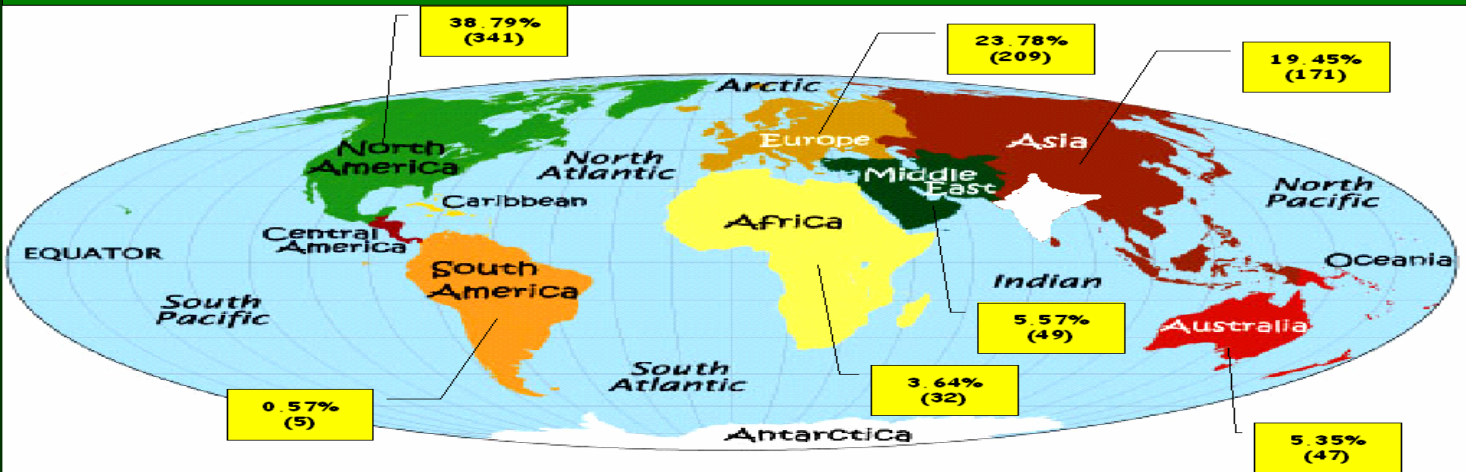 38.79%
(341)
23.78%
(209)
19.45%
(171)
Arctic
Europe
Asia
North
America
North
Atlantic
Middle
East
North
Pacific
Caribbean
Africa
Central
America
EQUATOR
Oceania
South
America
Indian
South
Pacific
5.57%
(49)
Australia
South
Atlantic
3.64%
(32)
0.57%
(5)
Antarctica
5.35%
(47)